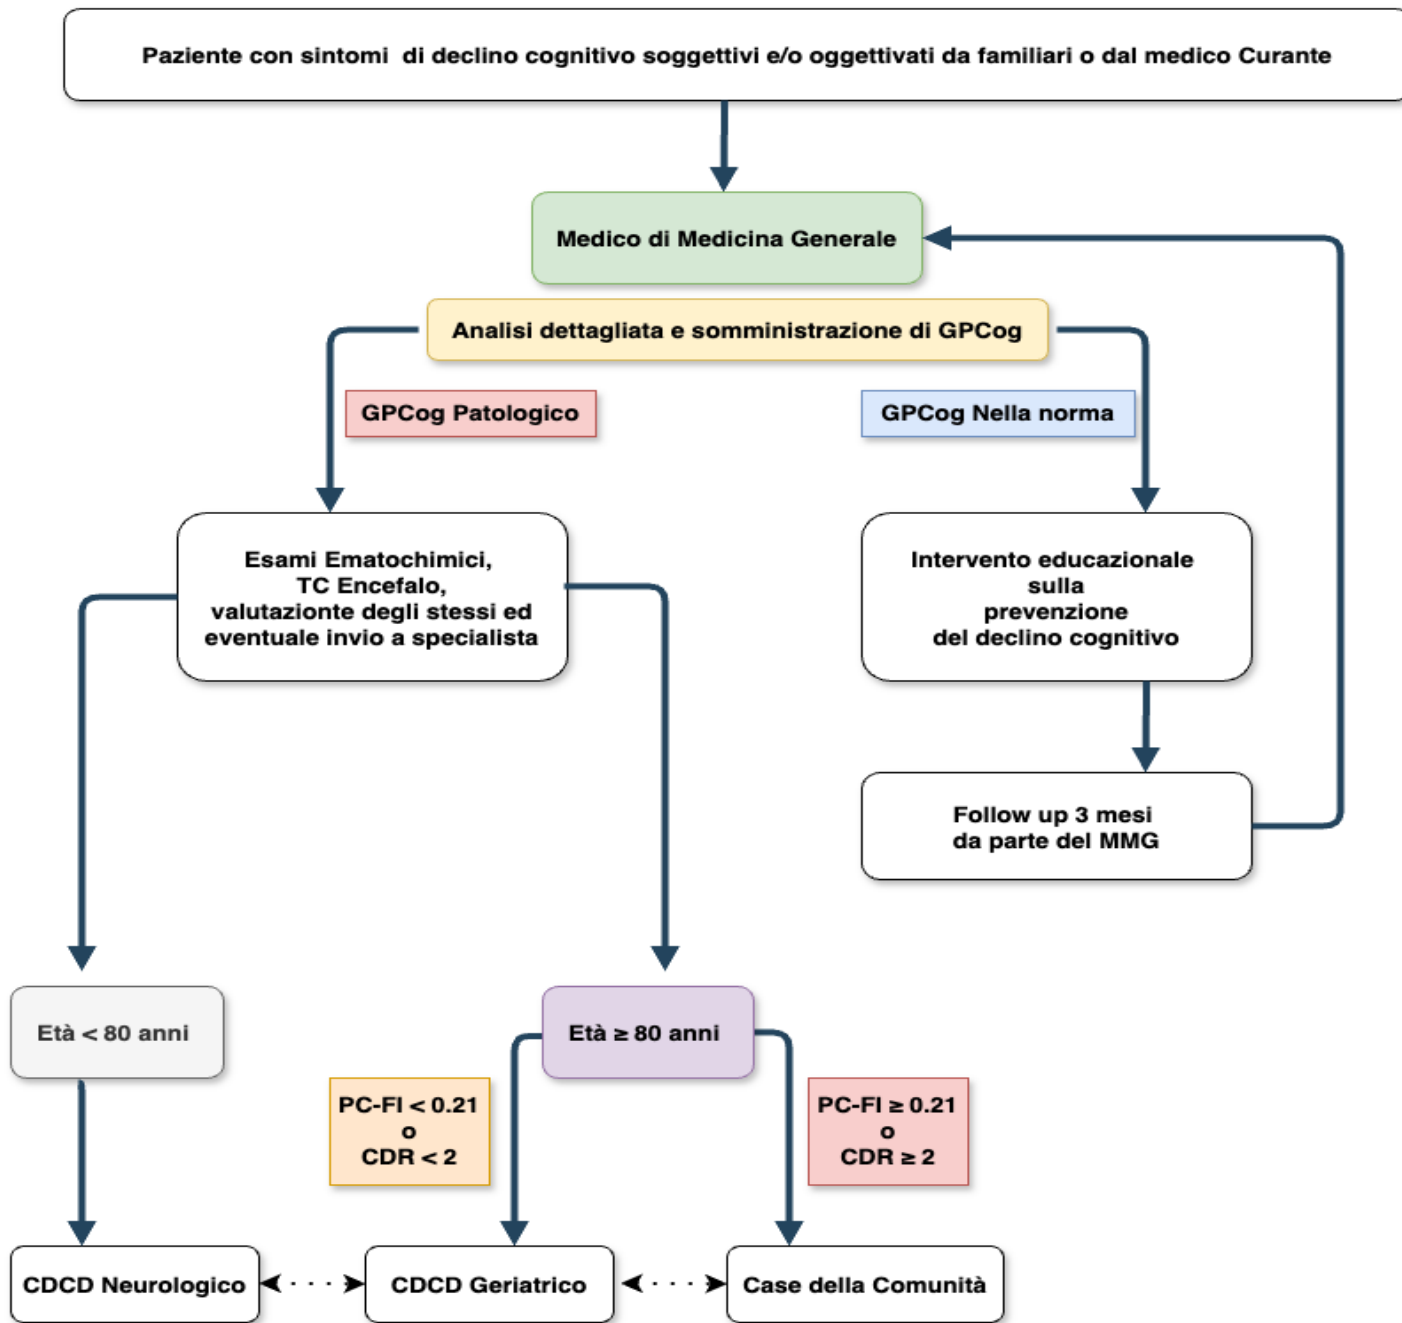 Paziente con sintomi di declino cognitivo soggettivi e/o oggettivati da familiari o dal medico Curante
Medico di Medicina Generale
Analisi dettagliata e somministrazione di GPCog
GPCog Patologico
GPCog Nella norma
Esami Ematochimici,
TC Encefalo,
valutazionte degli stessi ed
eventuale invio a specialista
Intervento educazionale
sulla
prevenzione
del declino cognitivo
Follow up 3 mesi
da parte del MMG
Età < 80 anni
Età ≥ 80 anni
PC-FI < 0.21
o
CDR < 2
PC-FI ≥ 0.21
o
CDR ≥ 2
CDCD Neurologico
CDCD Geriatrico
Case della Comunità